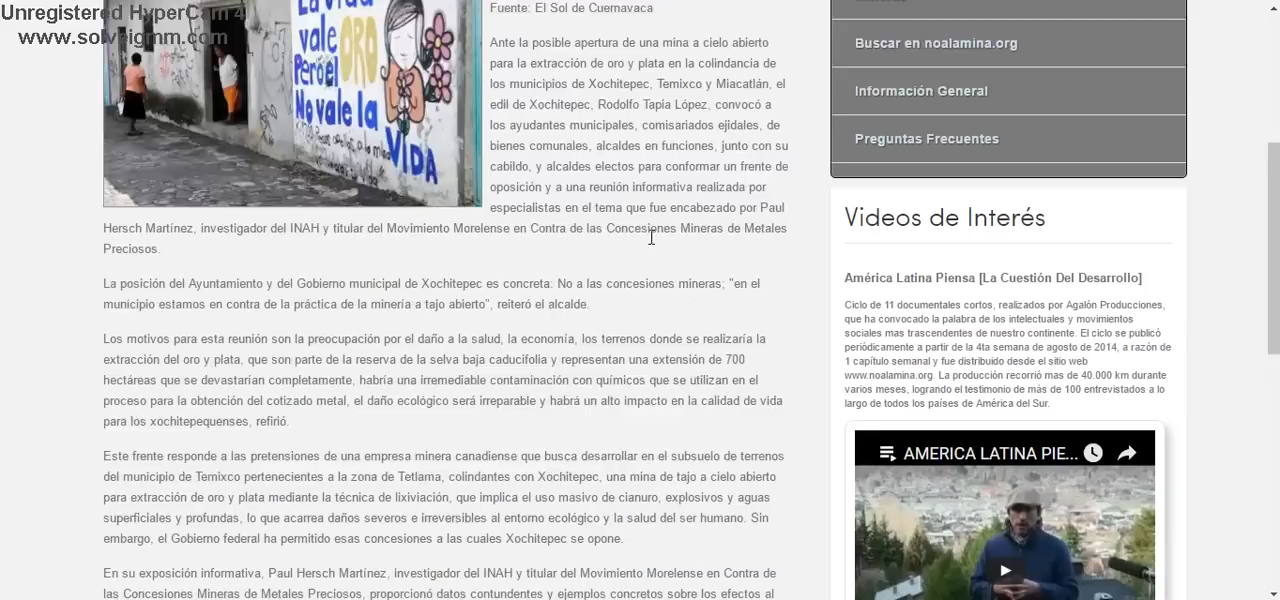 Unregistered HyperCam 4
www.solveigmm.com
La vida
vale ORO
Pero el
No vale la
VIDA
Fuente: El Sol de Cuernavaca
Ante la posible apertura de una mina a cielo abierto
para la extracción de oro y plata en la colindancia de
los municipios de Xochitepec, Temixco y Miacatlán, el
edil de Xochitepec, Rodolfo Tapia López, convocó a
los ayudantes municipales, comisariados ejidales, de
bienes comunales, alcaldes en funciones, junto con su
cabildo, y alcaldes electos para conformar un frente de
oposición y a una reunión informativa realizada por
especialistas en el tema que fue encabezado por Paul
Hersch Martínez, investigador del INAH y titular del Movimiento Morelense en Contra de las Concesiones Mineras de Metales
Preciosos.
La posición del Ayuntamiento y del Gobierno municipal de Xochitepec es concreta: No a las concesiones mineras; "en el
municipio estamos en contra de la práctica de la minería a tajo abierto", reiteró el alcalde.
Los motivos para esta reunión son la preocupación por el daño a la salud, la economía, los terrenos donde se realizaría la
extracción del oro y plata, que son parte de la reserva de la selva baja caducifolia y representan una extensión de 700
hectáreas que se devastarían completamente, habría una irremediable contaminación con químicos que se utilizan en el
proceso para la obtención del cotizado metal, el daño ecológico será irreparable y habrá un alto impacto en la calidad de vida
para los xochitepequenses, refirió.
Este frente responde a las pretensiones de una empresa minera canadiense que busca desarrollar en el subsuelo de terrenos
del municipio de Temixco pertenecientes a la zona de Tetlama, colindantes con Xochitepec, una mina de tajo a cielo abierto
para extracción de oro y plata mediante la técnica de lixiviación, que implica el uso masivo de cianuro, explosivos y aguas
superficiales y profundas, lo que acarrea daños severos e irreversibles al entorno ecológico y la salud del ser humano. Sin
embargo, el Gobierno federal ha permitido esas concesiones a las cuales Xochitepec se opone.
En su exposición informativa, Paul Hersch Martínez, investigador del INAH y titular del Movimiento Morelense en Contra de
las Concesiones Mineras de Metales Preciosos, proporcionó datos contundentes y ejemplos concretos sobre los efectos al
Buscar en noalamina.org
Información General
Preguntas Frecuentes
Videos de Interés
América Latina Piensa [La Cuestión Del Desarrollo]
Ciclo de 11 documentales cortos, realizados por Agalón Producciones,
que ha convocado la palabra de los intelectuales y movimientos
sociales mas trascendentes de nuestro continente. El ciclo se publicó
periódicamente a partir de la 4ta semana de agosto de 2014, a razón de
1 capítulo semanal y fue distribuido desde el sitio web
www.noalamina.org. La producción recorrió mas de 40.000 km durante
varios meses, logrando el testimonio de más de 100 entrevistados a lo
largo de todos los países de América del Sur.
AMERICA LATINA PIE...